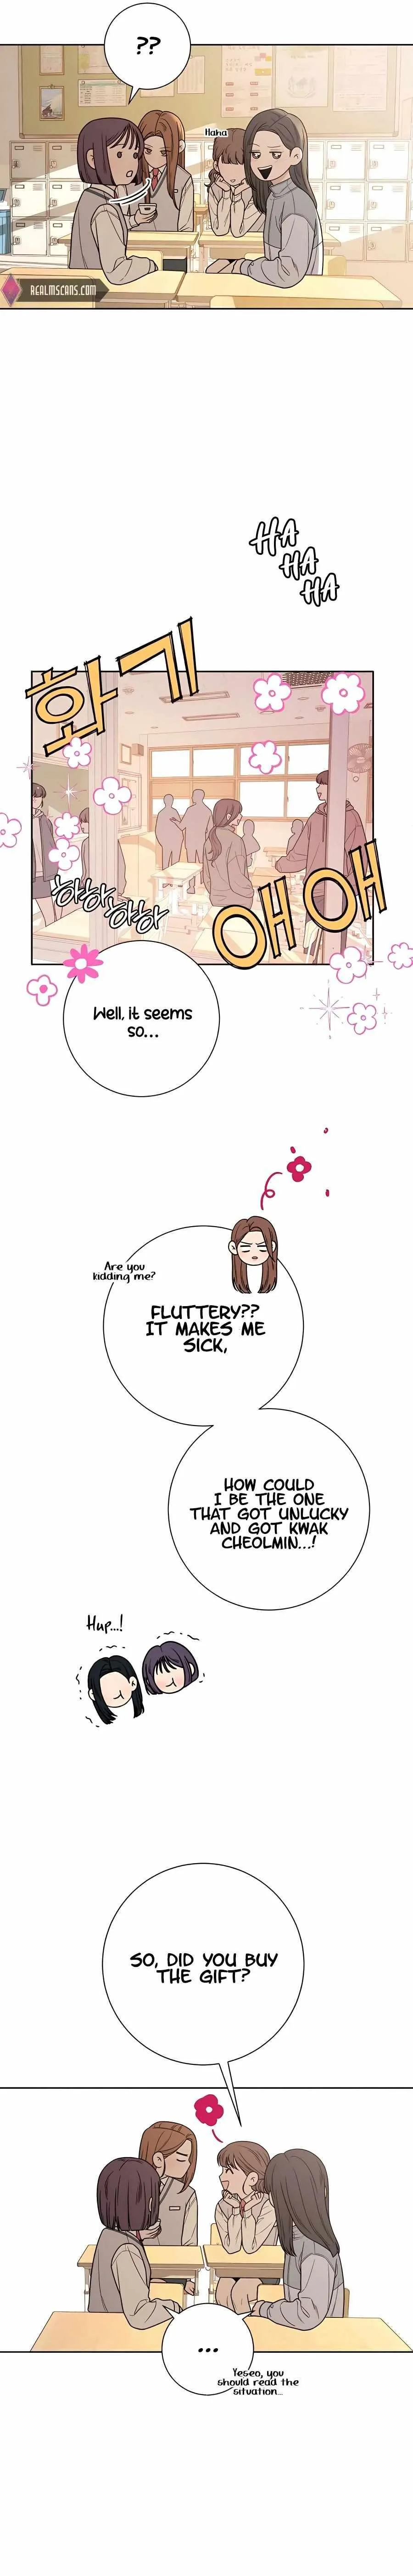 ??
Haha
REALMSCANS.COM
HA
HA
HA
화기
애애
Well, it seems
so...
Are you
kidding me?
FLUTTERY??
IT MAKES ME
SICK,
HOW COULD
I BE THE ONE
THAT GOT UNLUCKY
AND GOT KWAK
CHEOLMIN...!
Hup...!
SO, DID YOU BUY
THE GIFT?
...
Yeseo, you
should read the
situation...